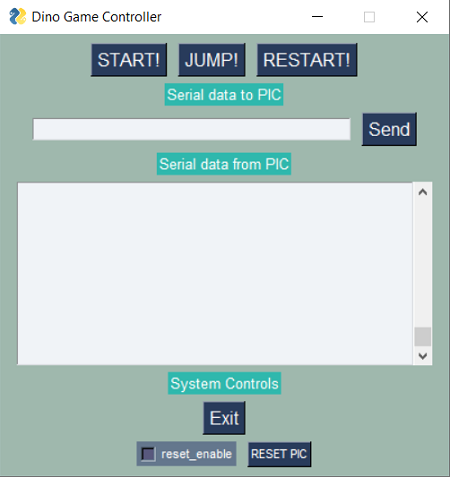 Dino Game Controller
START! JUMP! RESTART!
Serial data to PIC
Send
Serial data from PIC
System Controls
Exit
reset_enable RESET PIC